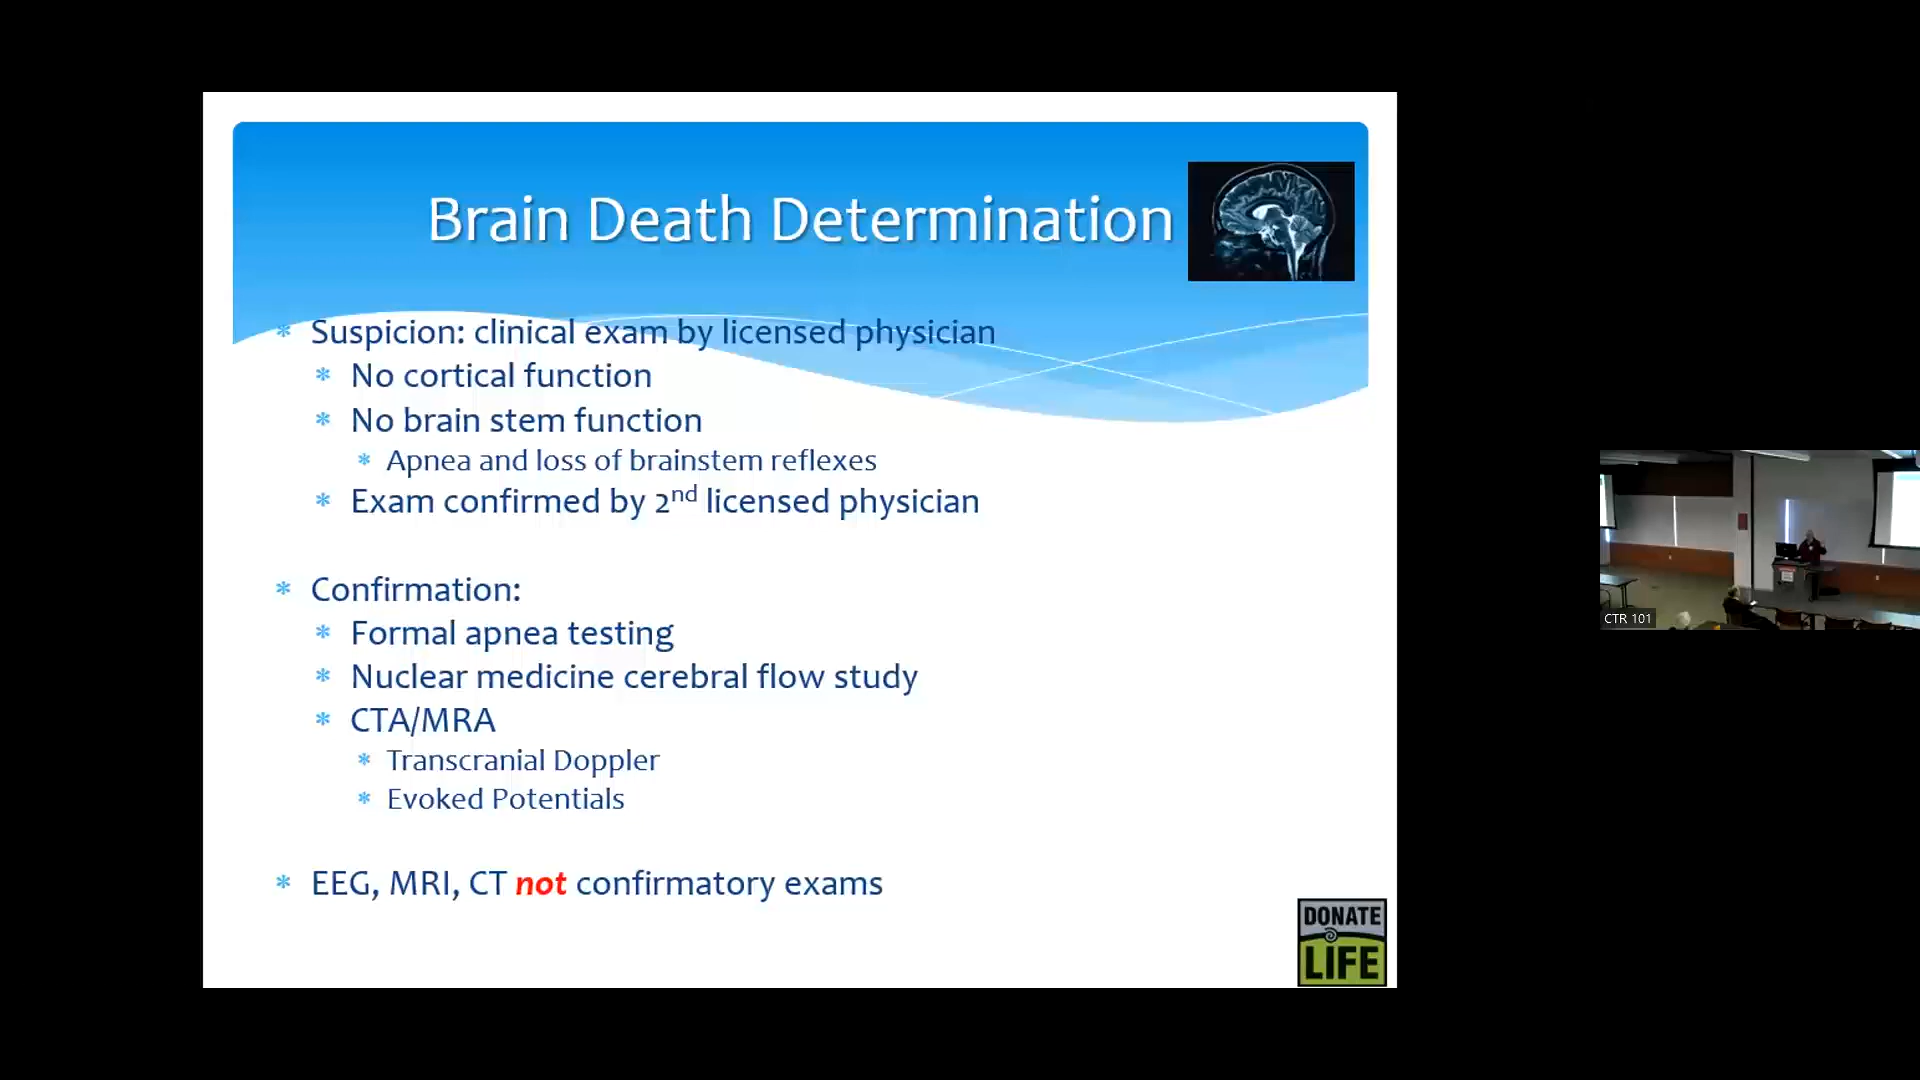 Brain Death Determination
* Suspicion: clinical exam by licensed physician
* No cortical function
* No brain stem function
* Apnea and loss of brainstem reflexes
* Exam confirmed by 2nd licensed physician
* Confirmation:
* Formal apnea testing
* Nuclear medicine cerebral flow study
* CTA/MRA
* Transcranial Doppler
* Evoked Potentials
* EEG, MRI, CT not confirmatory exams
DONATE
LIFE
CTR 101